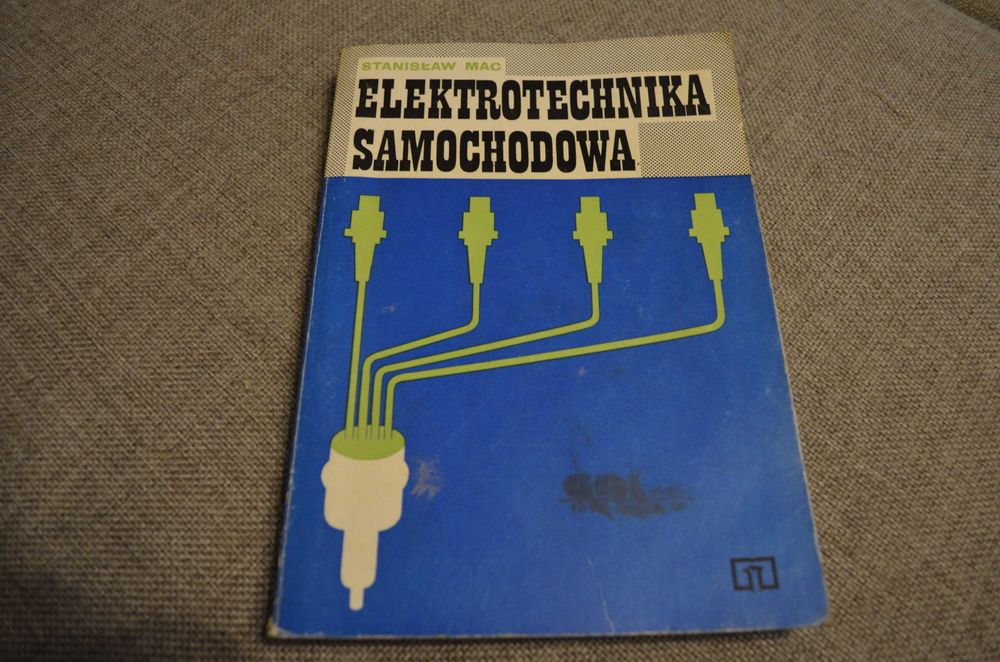 STANISŁAW MAC
ELEKTROTECHNIKA
SAMOCHODOWA